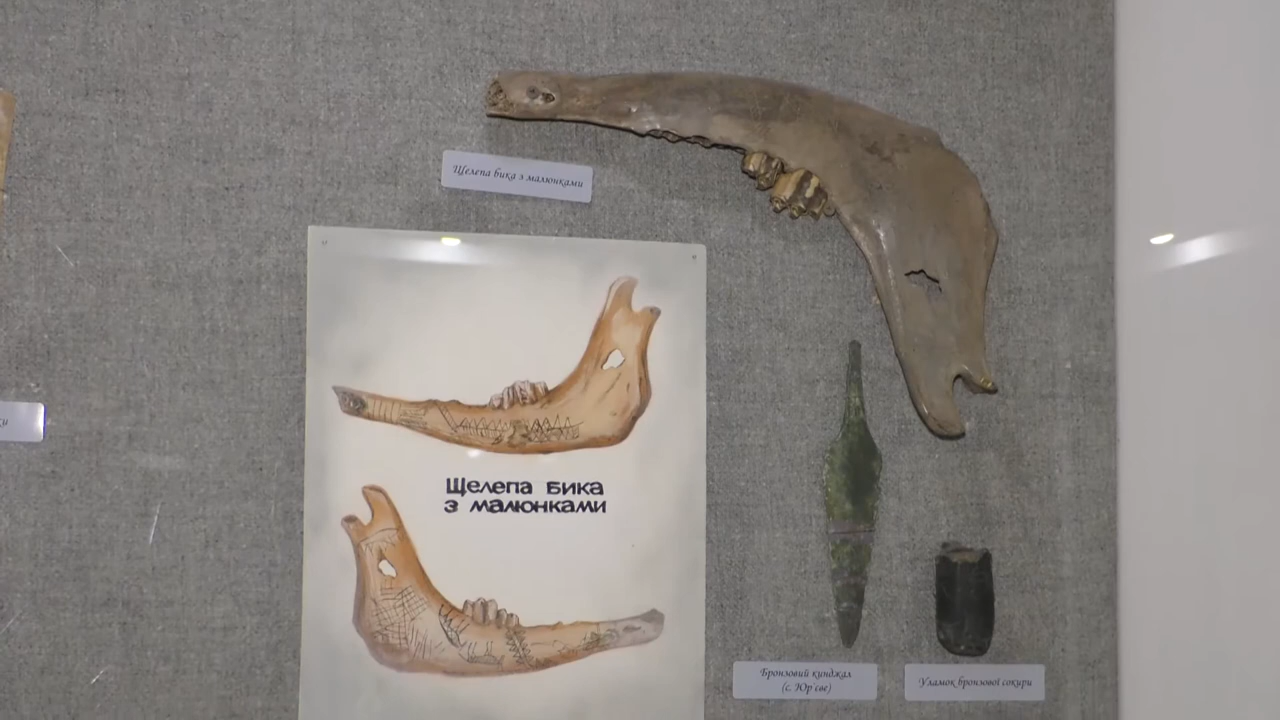 Щелепа бика з малюнками
Щелепа бика
з малюнками
Бронзовий кинджал
(с. Юр'єве)
Уламок бронзової сокири